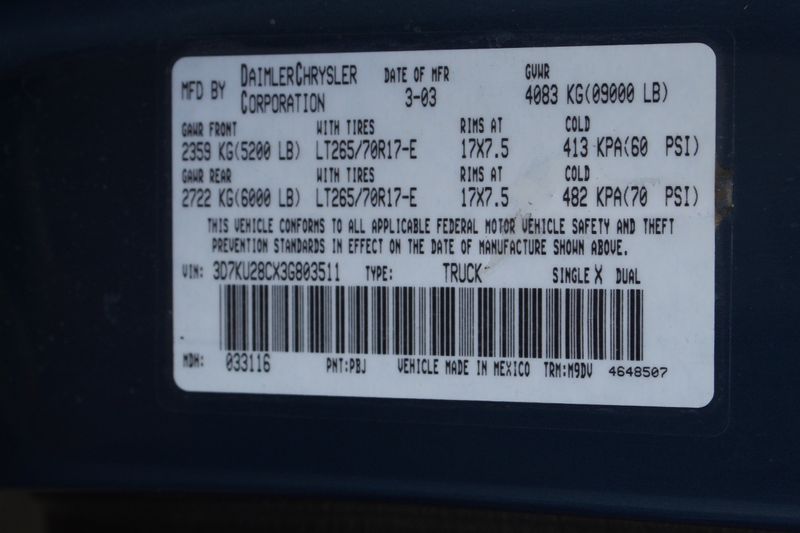 MFD BY DAIMLERCHRYSLER CORPORATION DATE OF MFR 3-03 GVWR 4083 KG(09000 LB)
GAWR FRONT WITH TIRES RIMS AT COLD
2359 KG(5200 LB) LT265/70R17-E 17X7.5 413 KPA(60 PSI)
GAWR REAR WITH TIRES RIMS AT COLD
2722 KG(6000 LB) LT265/70R17-E 17X7.5 482 KPA(70 PSI)
THIS VEHICLE CONFORMS TO ALL APPLICABLE FEDERAL MOTOR VEHICLE SAFETY AND THEFT
PREVENTION STANDARDS IN EFFECT ON THE DATE OF MANUFACTURE SHOWN ABOVE.
VIN: 3D7KU28CX3G803511 TYPE: TRUCK SINGLE X DUAL
MDH: 033116 PNT:PBJ VEHICLE MADE IN MEXICO TRM:M9DV 4648507